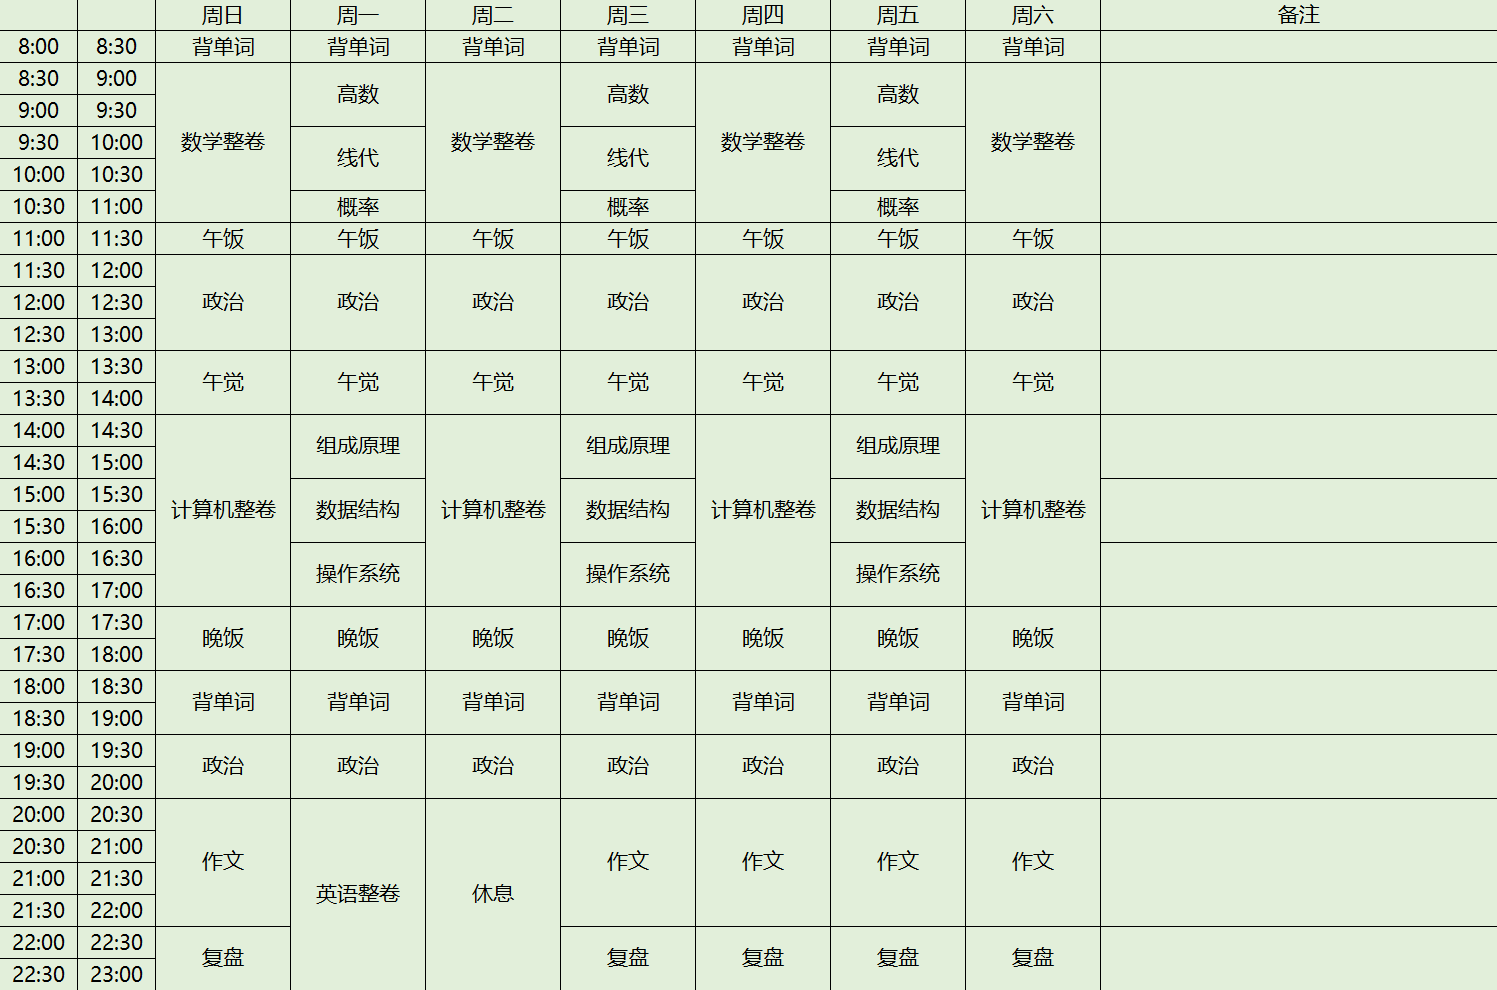 周日 周一 周二 周三 周四 周五 周六 备注
8:00 8:30 背单词 背单词 背单词 背单词 背单词 背单词 背单词
8:30 9:00
高数 高数 高数
9:00 9:30
9:30 10:00
数学整卷 数学整卷 数学整卷 数学整卷
线代 线代 线代
10:00 10:30
10:30 11:00 概率 概率 概率
11:00 11:30 午饭 午饭 午饭 午饭 午饭 午饭 午饭
11:30 12:00
12:00 12:30 政治 政治 政治 政治 政治 政治 政治
12:30 13:00
13:00 13:30
午觉 午觉 午觉 午觉 午觉 午觉 午觉
13:30 14:00
14:00 14:30
组成原理 组成原理 组成原理
14:30 15:00
15:00 15:30
计算机整卷 数据结构 计算机整卷 数据结构 计算机整卷 数据结构 计算机整卷
15:30 16:00
16:00 16:30
操作系统 操作系统 操作系统
16:30 17:00
17:00 17:30
晚饭 晚饭 晚饭 晚饭 晚饭 晚饭 晚饭
17:30 18:00
18:00 18:30
背单词 背单词 背单词 背单词 背单词 背单词 背单词
18:30 19:00
19:00 19:30
政治 政治 政治 政治 政治 政治 政治
19:30 20:00
20:00 20:30
20:30 21:00
作文 作文 作文 作文 作文
21:00 21:30
英语整卷 休息
21:30 22:00
22:00 22:30
复盘 复盘 复盘 复盘 复盘
22:30 23:00